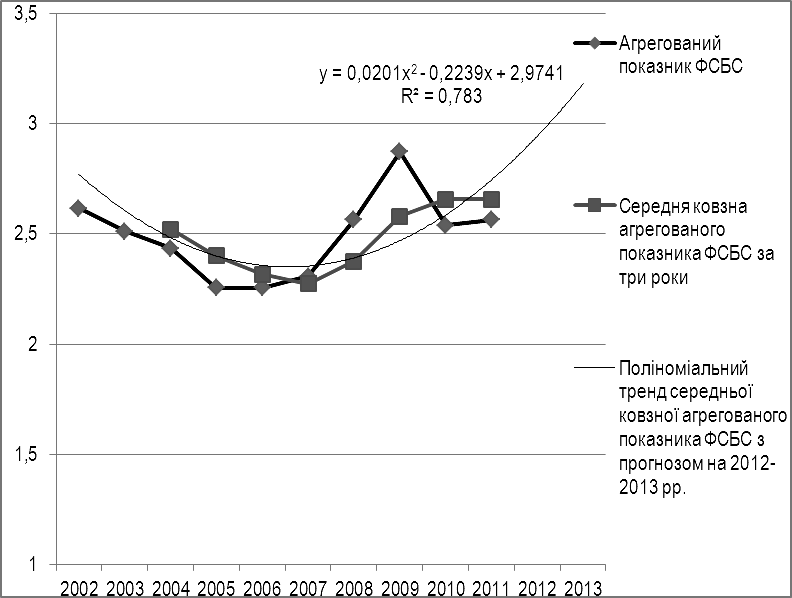 3,5
3
2,5
2
1,5
1
y = 0,0201x² - 0,2239x + 2,9741
R² = 0,783
Агрегований
показник ФСБС
Середня ковзна
агрегованого
показника ФСБС за
три роки
Поліноміальний
тренд середньої
ковзної агрегованого
показника ФСБС з
прогнозом на 2012-
2013 рр.
2002 2003 2004 2005 2006 2007 2008 2009 2010 2011 2012 2013